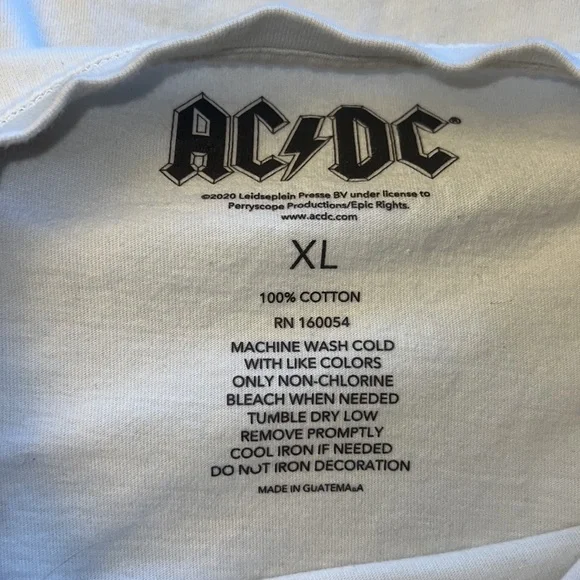 AC⚡DC®
©2020 Leidseplein Presse BV under license to
Perryscope Productions/Epic Rights.
www.acdc.com
XL
100% COTTON
RN 160054
MACHINE WASH COLD
WITH LIKE COLORS
ONLY NON-CHLORINE
BLEACH WHEN NEEDED
TUMBLE DRY LOW
REMOVE PROMPTLY
COOL IRON IF NEEDED
DO NOT IRON DECORATION
MADE IN GUATEMALA